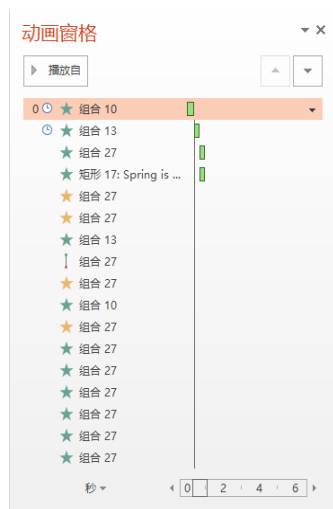 动画窗格
播放自
0 组合 10
组合 13
组合 27
矩形 17: Spring is ...
组合 27
组合 27
组合 13
组合 27
组合 27
组合 10
组合 27
组合 27
组合 27
组合 27
组合 27
组合 27
组合 27
秒 0 2 4 6